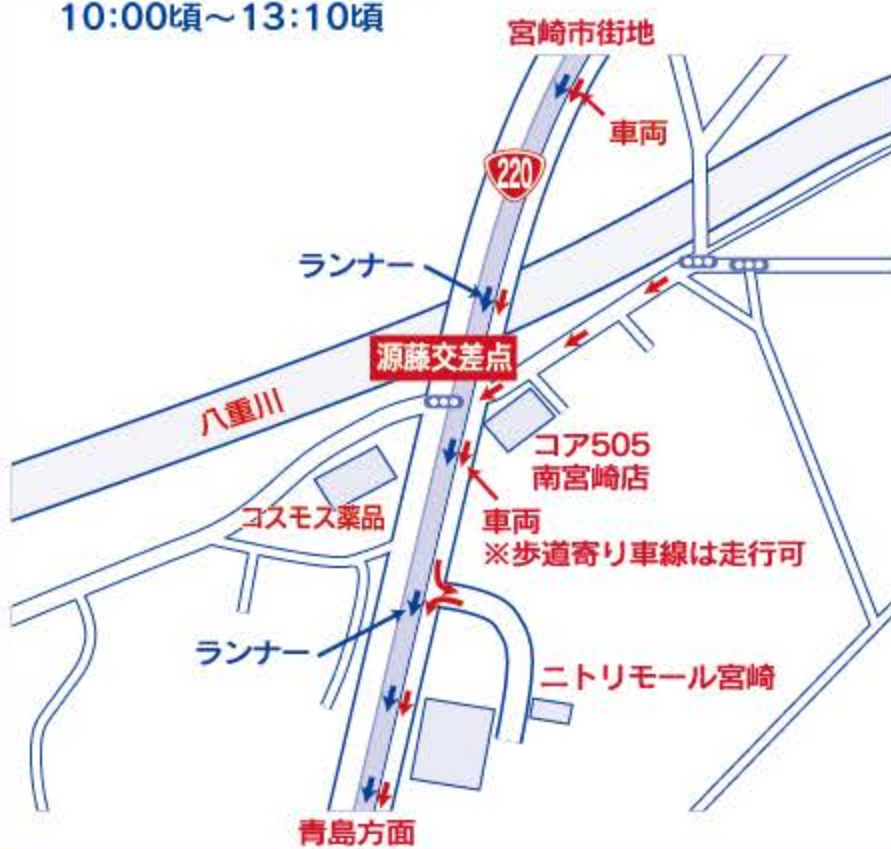 10:00頃～13:10頃
宮崎市街地
車両
220
ランナー
源藤交差点
八重川
コア505
南宮崎店
コスモス薬品
車両
※歩道寄り車線は走行可
ランナー
ニトリモール宮崎
青島方面